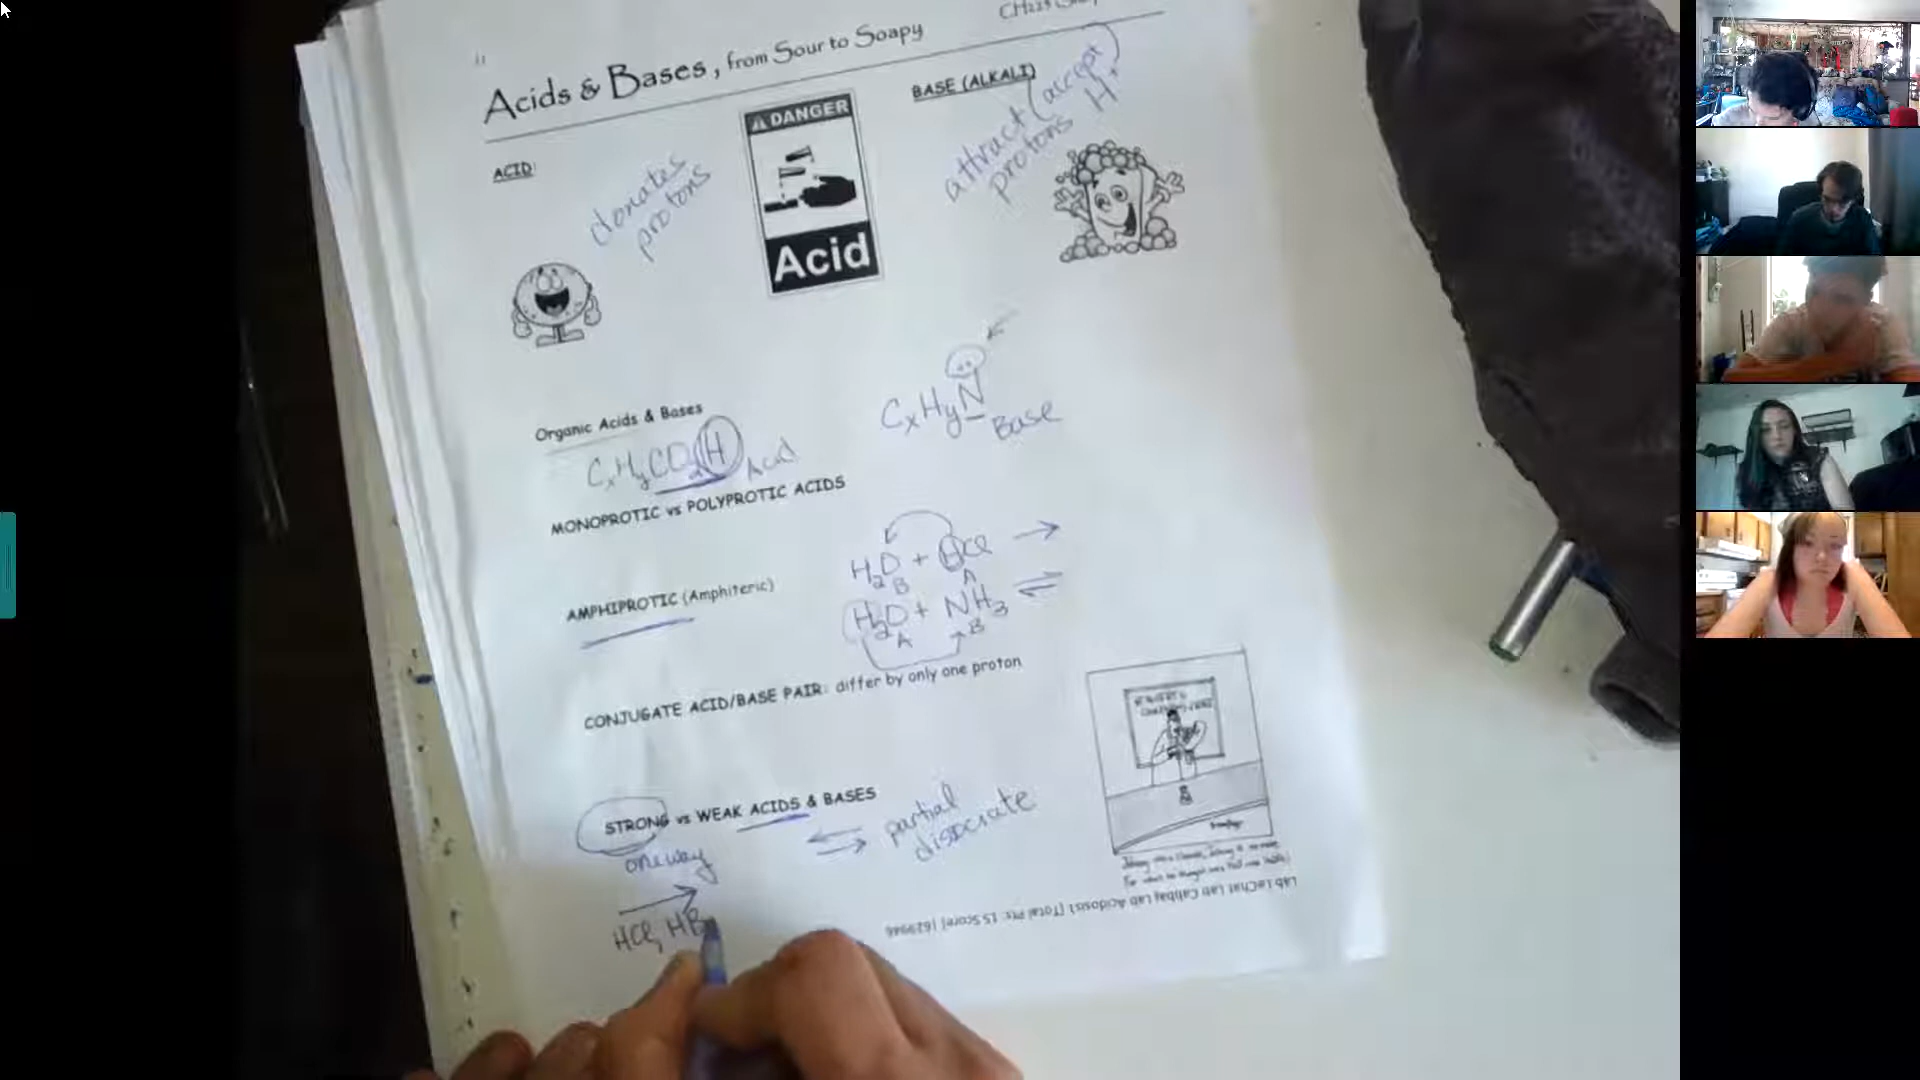 Acids & Bases, from Sour to Soapy
ACID:
donates
protons
DANGER
Acid
BASE (ALKALI)
attract (accept)
protons H+
Organic Acids & Bases
CxHyCO2H Acid
CxHyN
Base
MONOPROTIC vs POLYPROTIC ACIDS
AMPHIPROTIC (Amphiteric)
H2O + HCl →
B A
H2O + NH3 ⇌
A B
CONJUGATE ACID/BASE PAIR: differ by only one proton
STRONG vs WEAK ACIDS & BASES
one way
→
HCl, HB
⇌ partial
dissociate